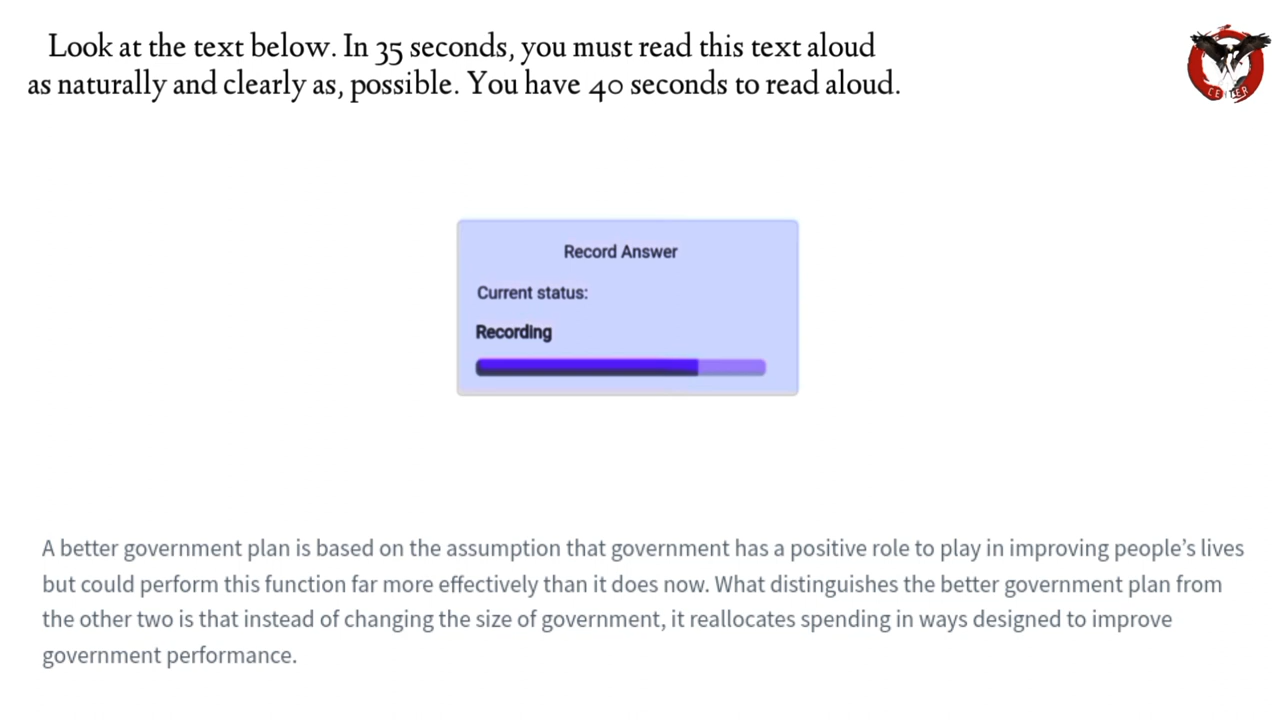 Look at the text below. In 35 seconds, you must read this text aloud
as naturally and clearly as, possible. You have 40 seconds to read aloud.
CENTER
Record Answer
Current status:
Recording
A better government plan is based on the assumption that government has a positive role to play in improving people’s lives
but could perform this function far more effectively than it does now. What distinguishes the better government plan from
the other two is that instead of changing the size of government, it reallocates spending in ways designed to improve
government performance.